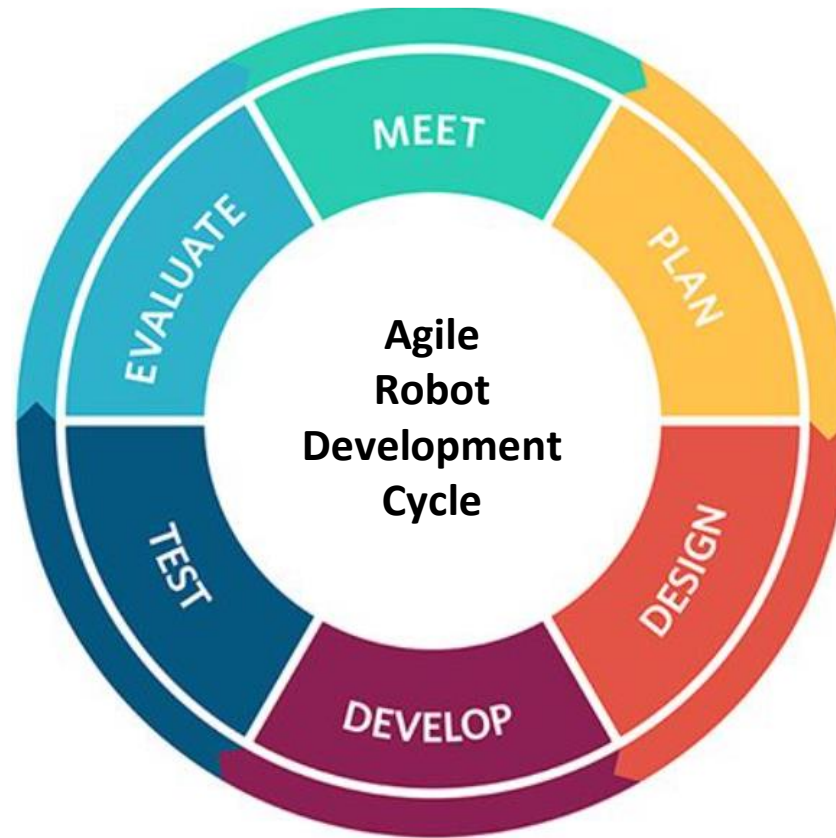 MEET
PLAN
DESIGN
DEVELOP
TEST
EVALUATE
Agile
Robot
Development
Cycle